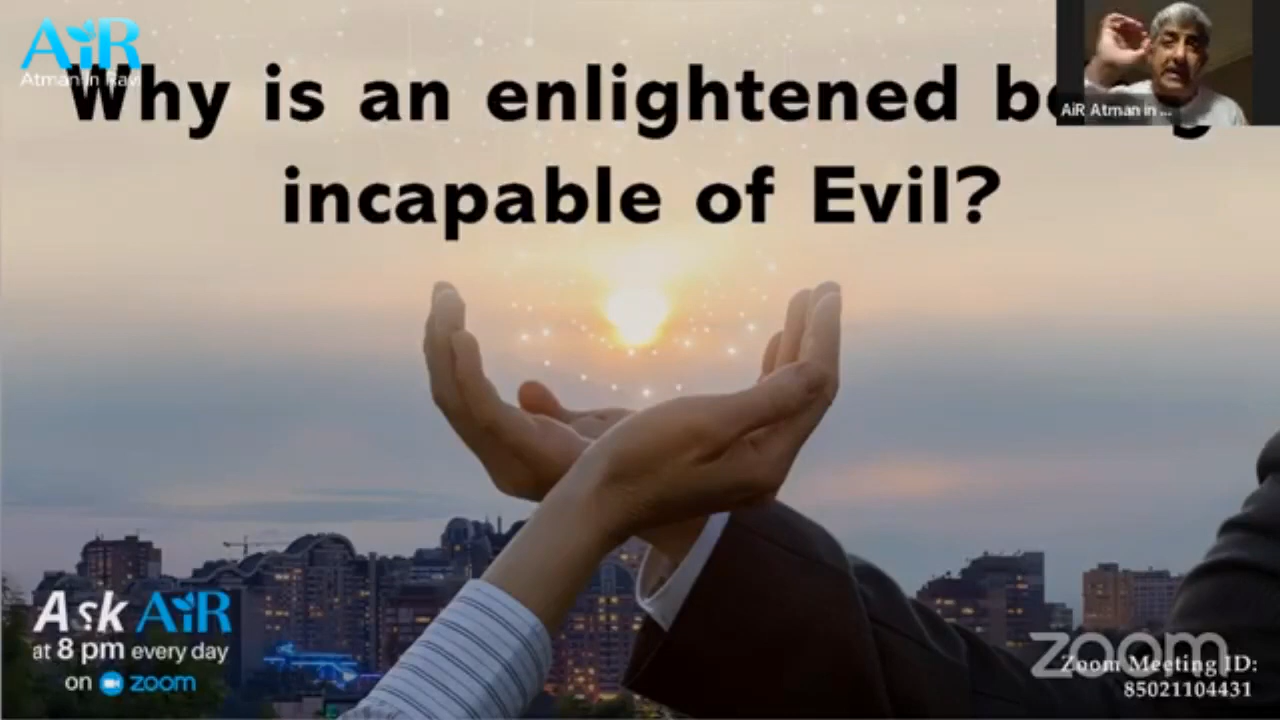 AiR
Atman in Ravi
Why is an enlightened
incapable of Evil?
AiR Atman in ...
Ask AiR
at 8 pm every day
on zoom
zoom
Zoom Meeting ID:
85021104431